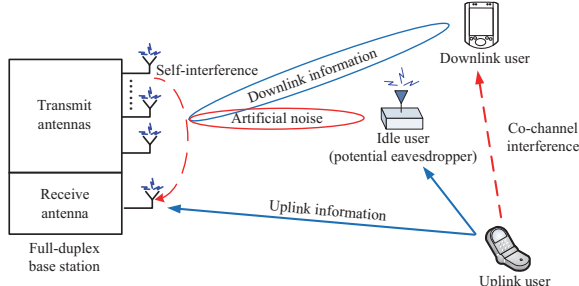 Self-interference
Transmit
antennas
Receive
antenna
Full-duplex
base station
Downlink information
Artificial noise
Uplink information
Downlink user
Idle user
(potential eavesdropper)
Co-channel
interference
Uplink user